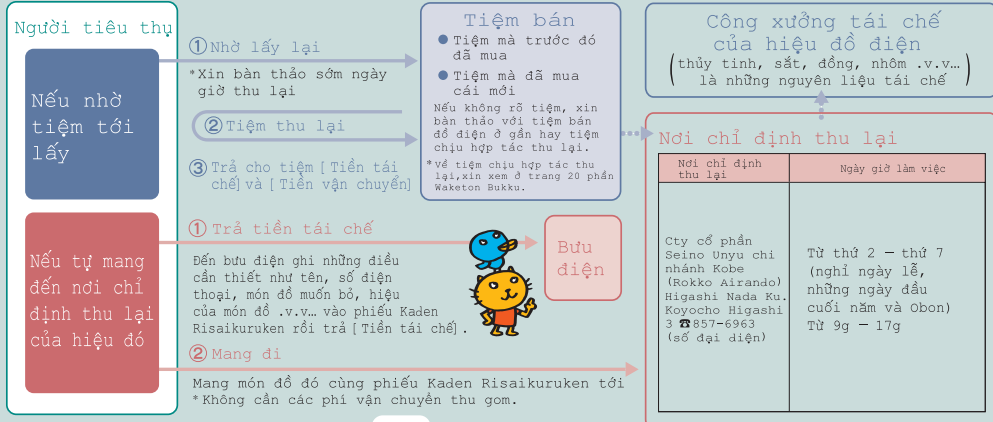 Người tiêu thụ
Nếu nhờ
tiệm tới
lấy
① Nhờ lấy lại
*Xin bàn thảo sớm ngày
giờ thu lại
② Tiệm thu lại
③ Trả cho tiệm [Tiền tái
chế] và [Tiền vận chuyển]
Tiệm bán
● Tiệm mà trước đó
đã mua
● Tiệm mà đã mua
cái mới
Nếu không rõ tiệm, xin
bàn thảo với tiệm bán
đồ điện ở gần hay tiệm
chịu hợp tác thu lại.
*Về tiệm chịu hợp tác thu
lại,xin xem ở trang 20 phần
Waketon Bukku.
Công xưởng tái chế
của hiệu đồ điện
(thủy tinh, sắt, đồng, nhôm .v.v…
là những nguyên liệu tái chế)
Nếu tự mang
đến nơi chỉ
định thu lại
của hiệu đó
① Trả tiền tái chế
Đến bưu điện ghi những điều
cần thiết như tên, số điện
thoại, món đồ muốn bỏ, hiệu
của món đồ .v.v… vào phiếu Kaden
Risaikuruken rồi trả [Tiền tái chế].
Bưu
điện
② Mang đi
Mang món đồ đó cùng phiếu Kaden Risaikuruken tới
*Không cần các phí vận chuyển thu gom.
Nơi chỉ định thu lại
Nơi chỉ định
thu lại
Ngày giờ làm việc
Cty cổ phần
Seino Unyu chi
nhánh Kobe
(Rokko Airando)
Higashi Nada Ku.
Koyocho Higashi
3 ☎857-6963
(số đại diện)
Từ thứ 2 — thứ 7
(nghỉ ngày lễ,
những ngày đầu
cuối năm và Obon)
Từ 9g — 17g